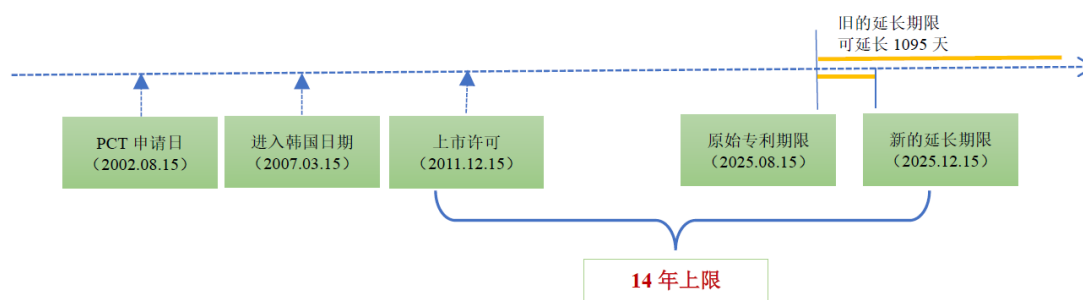 旧的延长期限
可延长 1095 天
PCT 申请日
（2002.08.15）
进入韩国日期
（2007.03.15）
上市许可
（2011.12.15）
原始专利期限
（2025.08.15）
新的延长期限
（2025.12.15）
14 年上限